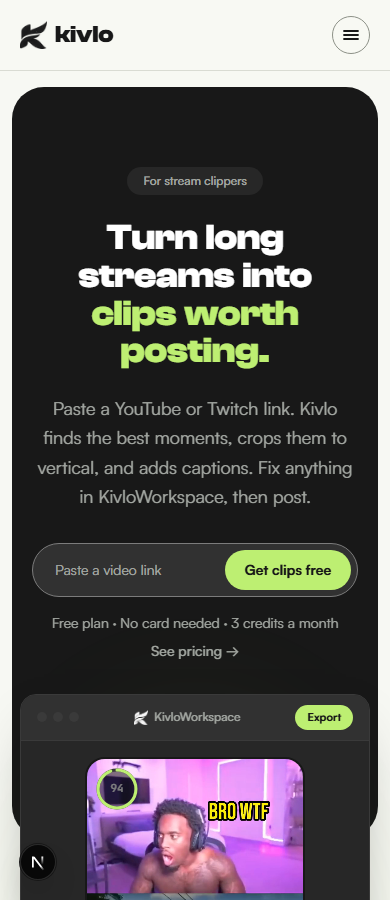 kivlo
For stream clippers
Turn long
streams into
clips worth
posting.
Paste a YouTube or Twitch link. Kivlo
finds the best moments, crops them to
vertical, and adds captions. Fix anything
in KivloWorkspace, then post.
Paste a video link
Get clips free
Free plan · No card needed · 3 credits a month
See pricing →
KivloWorkspace
Export
94
BRO WTF
N